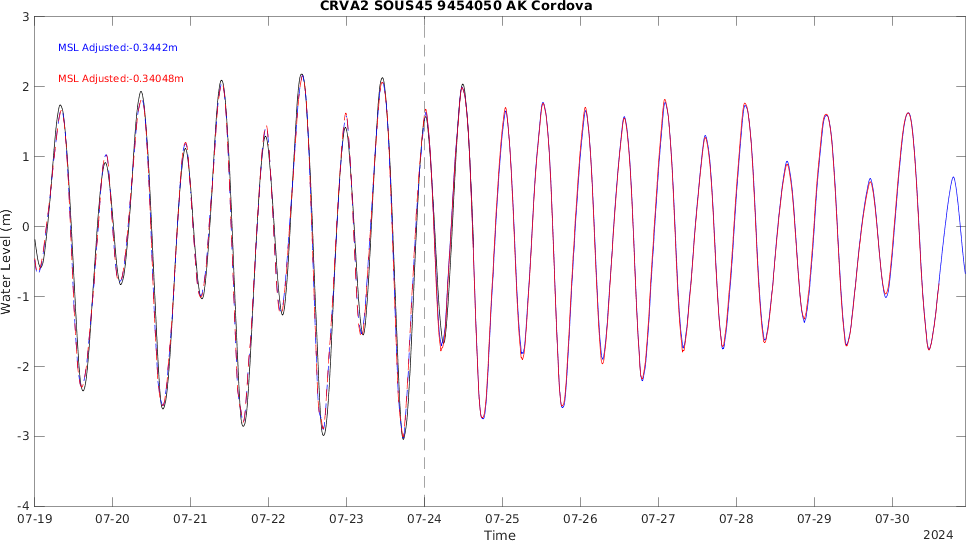 CRVA2 SOUS45 9454050 AK Cordova
MSL Adjusted:-0.3442m
MSL Adjusted:-0.34048m
Water Level (m)
3
2
1
0
-1
-2
-3
-4
07-19 07-20 07-21 07-22 07-23 07-24 07-25 07-26 07-27 07-28 07-29 07-30
Time
2024